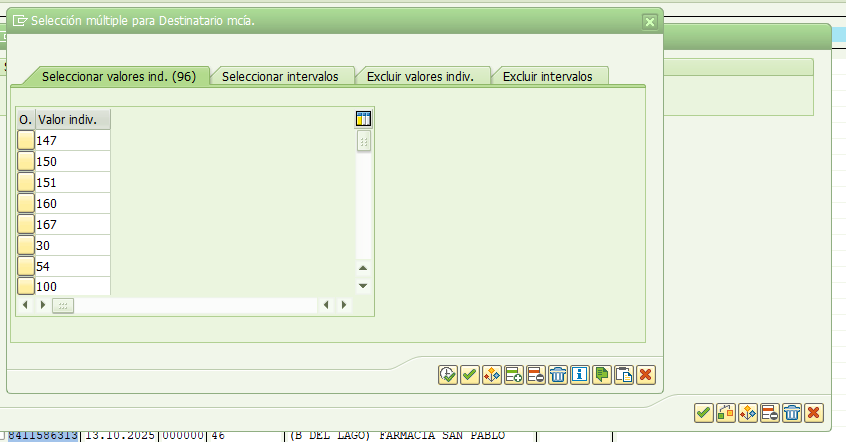 Selección múltiple para Destinatario mcía.
Seleccionar valores ind. (96) Seleccionar intervalos Excluir valores indiv. Excluir intervalos
O. Valor indiv.
147
150
151
160
167
30
54
100
8411586313 13.10.2025 000000 46 (B DEL LAGO) FARMACIA SAN PABLO